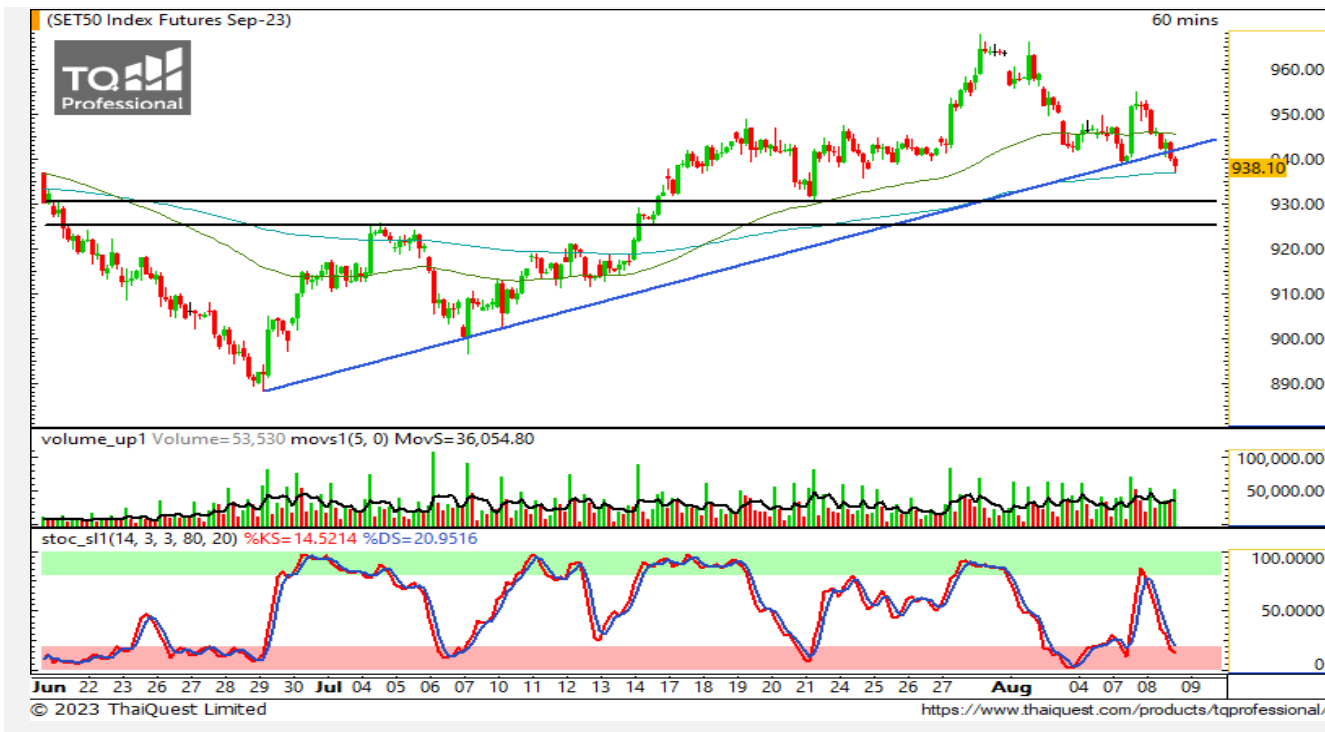 (SET50 Index Futures Sep-23) 60 mins
TQ
Professional
960.00
950.00
940.00
938.10
930.00
920.00
910.00
900.00
890.00
volume_up1 Volume=53,530 movs1(5, 0) MovS=36,054.80
100,000.00
50,000.00
stoc_sl1(14, 3, 3, 80, 20) %KS=14.5214 %DS=20.9516
100.0000
50.0000
0
Jun 22 23 26 27 28 29 30 Jul 04 05 06 07 10 11 12 13 14 17 18 19 20 21 24 25 26 27 Aug 04 07 08 09
© 2023 ThaiQuest Limited https://www.thaiquest.com/products/tqprofessional/